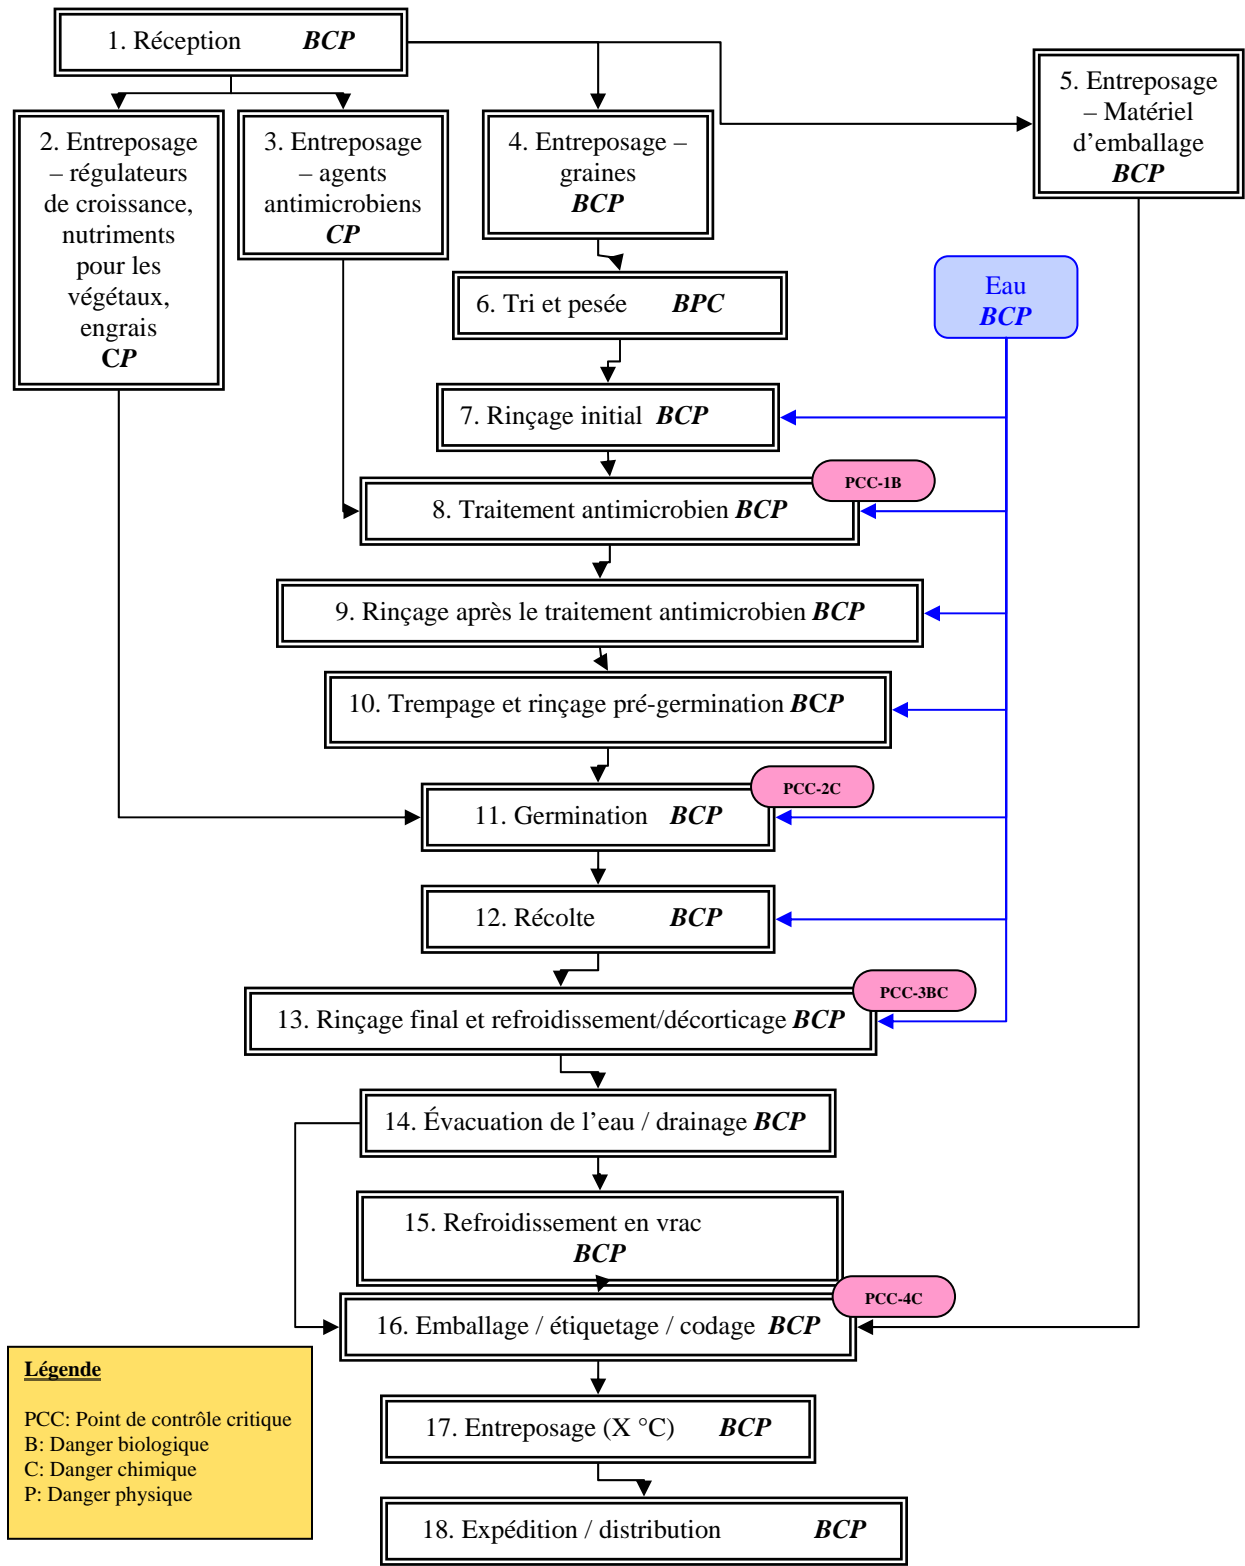 1. Réception BCP
2. Entreposage
– régulateurs
de croissance,
nutriments
pour les
végétaux,
engrais
CP
3. Entreposage
– agents
antimicrobiens
CP
4. Entreposage –
graines
BCP
5. Entreposage
– Matériel
d’emballage
BCP
6. Tri et pesée BPC
Eau
BCP
7. Rinçage initial BCP
PCC-1B
8. Traitement antimicrobien BCP
9. Rinçage après le traitement antimicrobien BCP
10. Trempage et rinçage pré-germination BCP
PCC-2C
11. Germination BCP
12. Récolte BCP
PCC-3BC
13. Rinçage final et refroidissement/décorticage BCP
14. Évacuation de l’eau / drainage BCP
15. Refroidissement en vrac
BCP
PCC-4C
16. Emballage / étiquetage / codage BCP
17. Entreposage (X °C) BCP
18. Expédition / distribution BCP
Légende
PCC: Point de contrôle critique
B: Danger biologique
C: Danger chimique
P: Danger physique